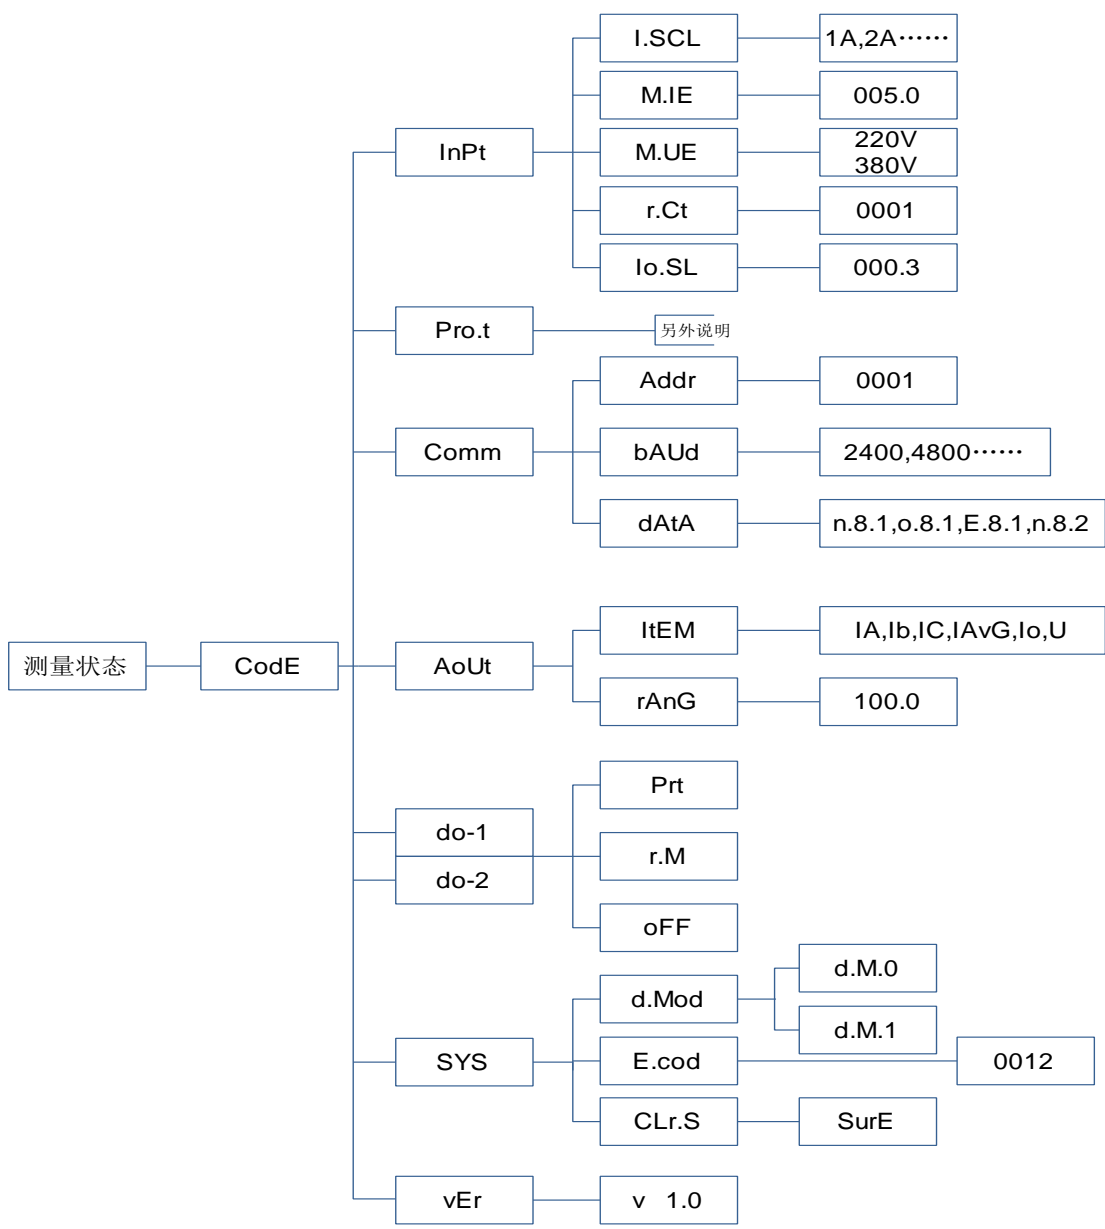 I.SCL
1A,2A······
M.IE
005.0
InPt
M.UE
220V
380V
r.Ct
0001
Io.SL
000.3
Pro.t
另外说明
Addr
0001
Comm
bAUd
2400,4800······
dAtA
n.8.1,o.8.1,E.8.1,n.8.2
ItEM
IA,Ib,IC,IAvG,Io,U
测量状态
CodE
AoUt
rAnG
100.0
Prt
do-1
r.M
do-2
oFF
d.M.0
d.Mod
d.M.1
SYS
E.cod
0012
CLr.S
SurE
vEr
v 1.0